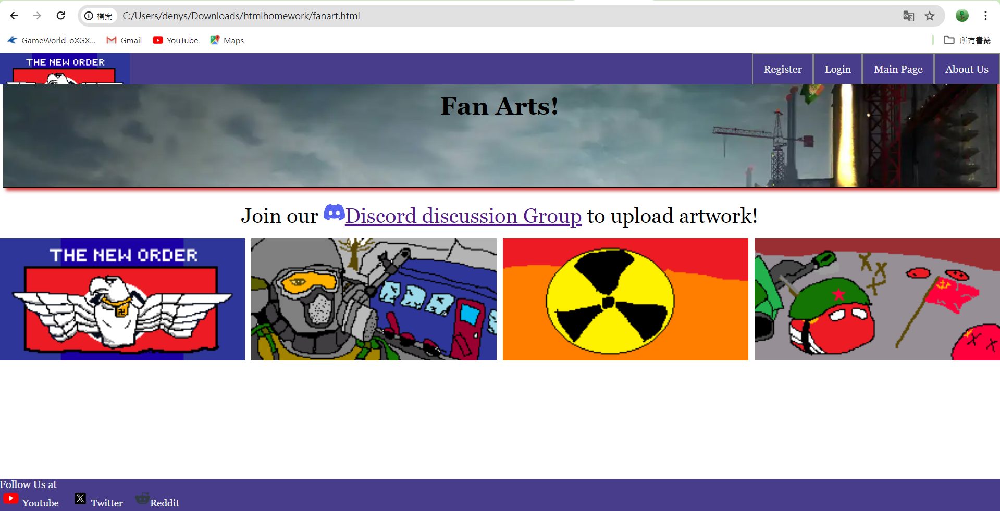 檔案 C:/Users/denys/Downloads/htmlhomework/fanart.html
GameWorld_oXGX... Gmail YouTube Maps 所有書籤
THE NEW ORDER
Register Login Main Page About Us
Fan Arts!
Join our Discord discussion Group to upload artwork!
THE NEW ORDER
Follow Us at
Youtube Twitter Reddit